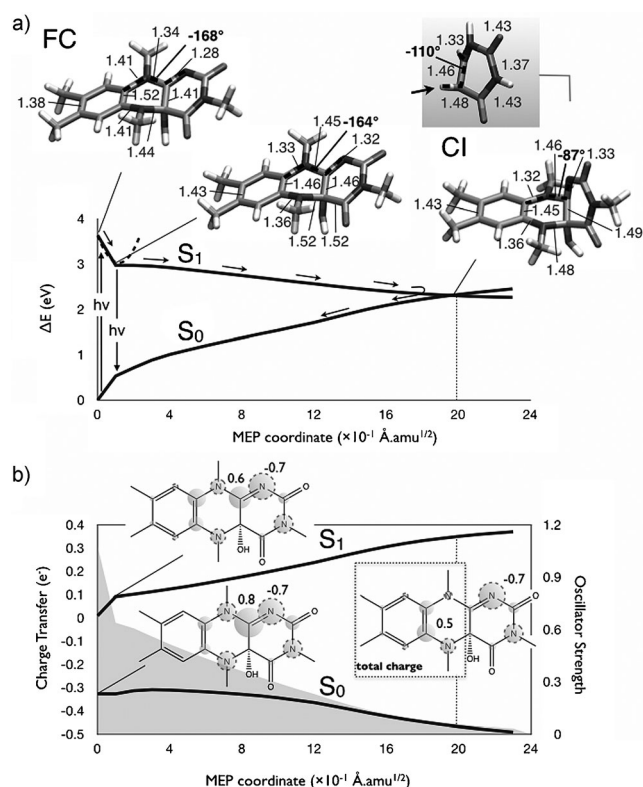 a)
FC
1.34
-168°
1.41
1.28
1.38
1.52
1.41
1.41
1.44
1.45
-164°
1.33
1.32
1.43
1.46
1.46
1.36
1.52
1.52
1.43
1.33
-110°
1.46
1.37
1.48
1.43
CI
1.46
-87°
1.33
1.32
1.43
1.45
1.36
1.49
1.48
4
3
2
1
0
ΔE (eV)
hν
hν
S1
S0
0 4 8 12 16 20 24
MEP coordinate (×10-1 Å.amu1/2)
b)
0.6
-0.7
N
N
N
N
O
O
OH
S1
0.8
-0.7
N
N
N
N
O
O
OH
S0
-0.7
0.5
N
N
N
N
O
O
OH
total charge
0.4
0.3
0.2
0.1
0
-0.1
-0.2
-0.3
-0.4
-0.5
Charge Transfer (e-)
1.2
0.9
0.6
0.3
0
Oscillator Strength
0 4 8 12 16 20 24
MEP coordinate (×10-1 Å.amu1/2)